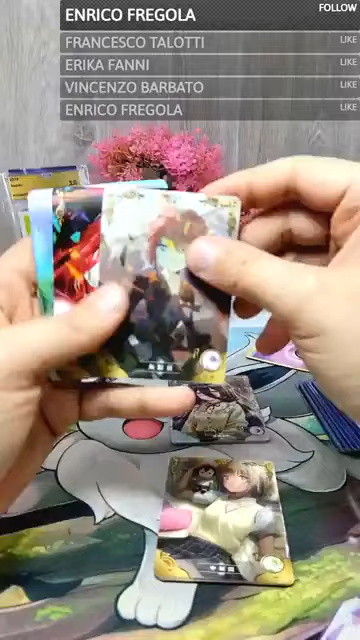 ENRICO FREGOLA
FOLLOW
FRANCESCO TALOTTI
LIKE
ERIKA FANNI
LIKE
VINCENZO BARBATO
LIKE
ENRICO FREGOLA
LIKE